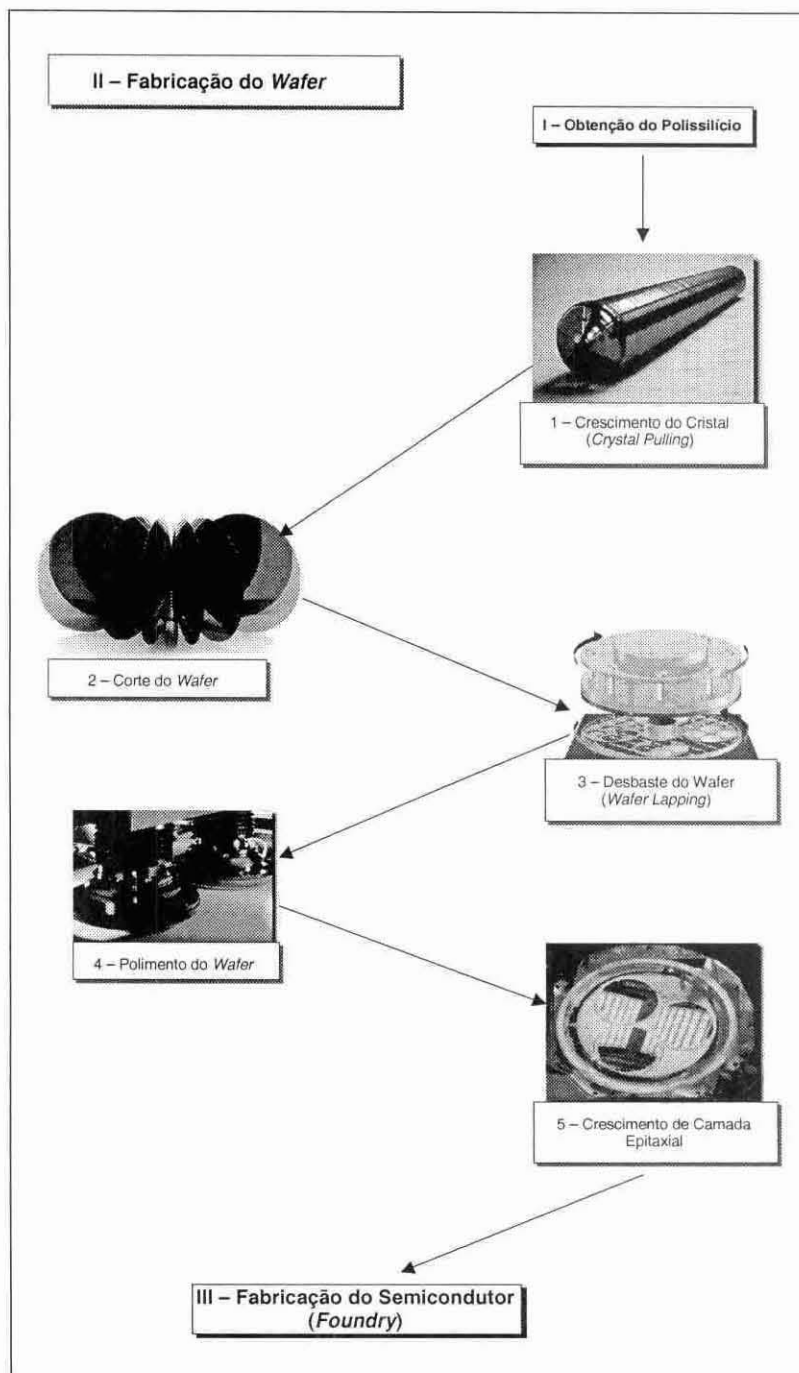 II – Fabricação do Wafer
I – Obtenção do Polissilício
1 – Crescimento do Cristal
(Crystal Pulling)
2 – Corte do Wafer
3 – Desbaste do Wafer
(Wafer Lapping)
4 – Polimento do Wafer
5 – Crescimento de Camada
Epitaxial
III – Fabricação do Semicondutor
(Foundry)